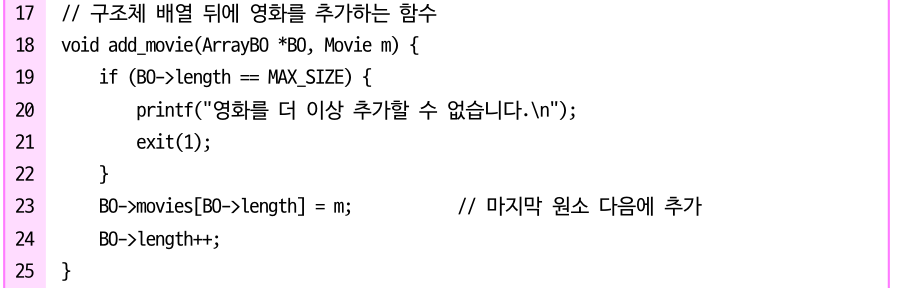 17 // 구조체 배열 뒤에 영화를 추가하는 함수
18 void add_movie(ArrayBO *BO, Movie m) {
19     if (BO->length == MAX_SIZE) {
20         printf("영화를 더 이상 추가할 수 없습니다.\n");
21         exit(1);
22     }
23     BO->movies[BO->length] = m;          // 마지막 원소 다음에 추가
24     BO->length++;
25 }